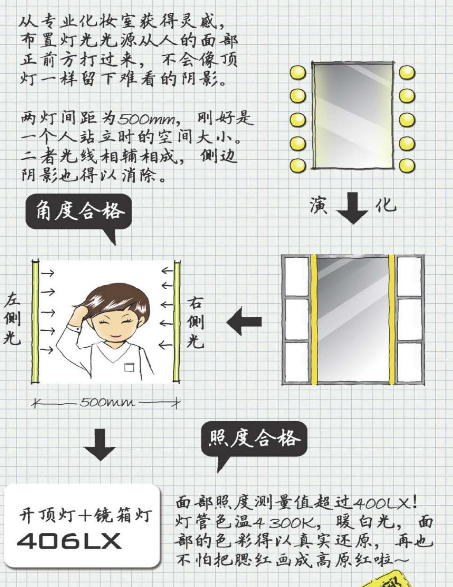 从专业化妆室获得灵感，
布置灯光光源从人的面部
正前方打过来，不会像顶
灯一样留下难看的阴影。
两灯间距为500mm，刚好是
一个人站立时的空间大小。
二者光线相辅相成，侧边
阴影也得以消除。
角度合格
演化
左侧光
右侧光
500mm
照度合格
开顶灯+镜箱灯
406LX
面部照度测量值超过400LX！
灯管色温4300K，暖白光，面
部的色彩得以真实还原，再也
不怕把腮红画成高原红啦~